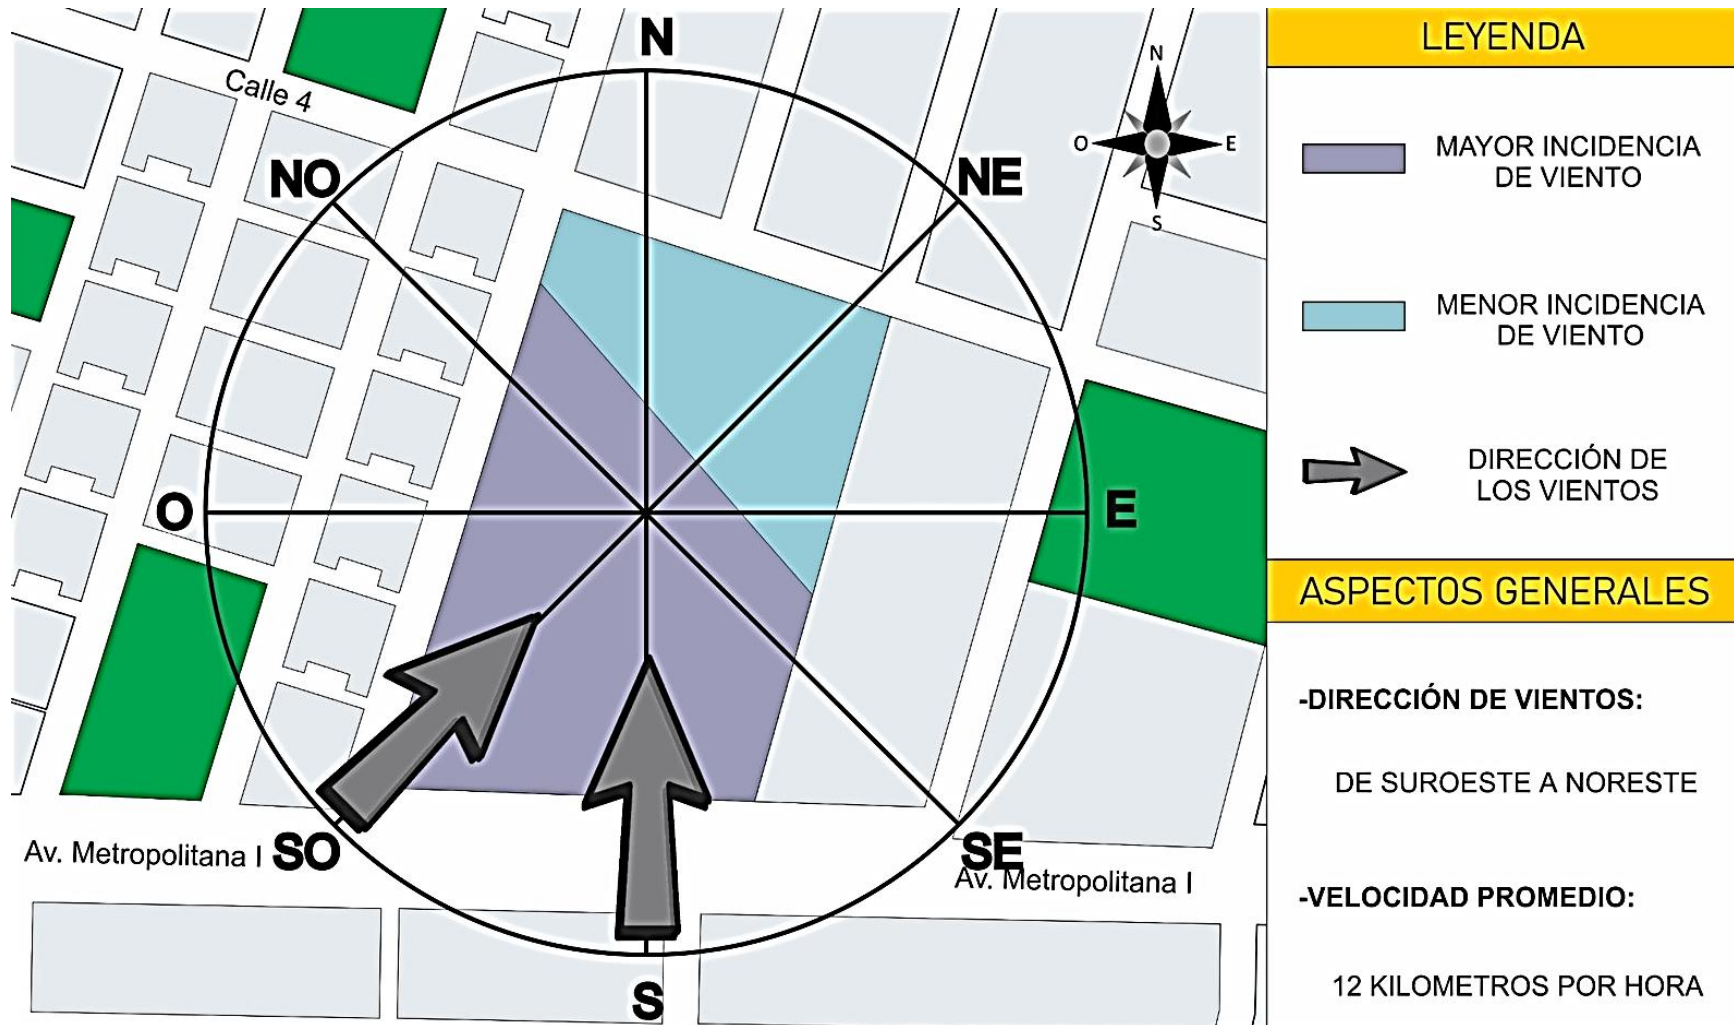 N
Calle 4
NO
NE
O
E
SO
SE
Av. Metropolitana I
Av. Metropolitana I
S
N
O
E
S
LEYENDA
MAYOR INCIDENCIA
DE VIENTO
MENOR INCIDENCIA
DE VIENTO
DIRECCIÓN DE
LOS VIENTOS
ASPECTOS GENERALES
-DIRECCIÓN DE VIENTOS:
DE SUROESTE A NORESTE
-VELOCIDAD PROMEDIO:
12 KILOMETROS POR HORA